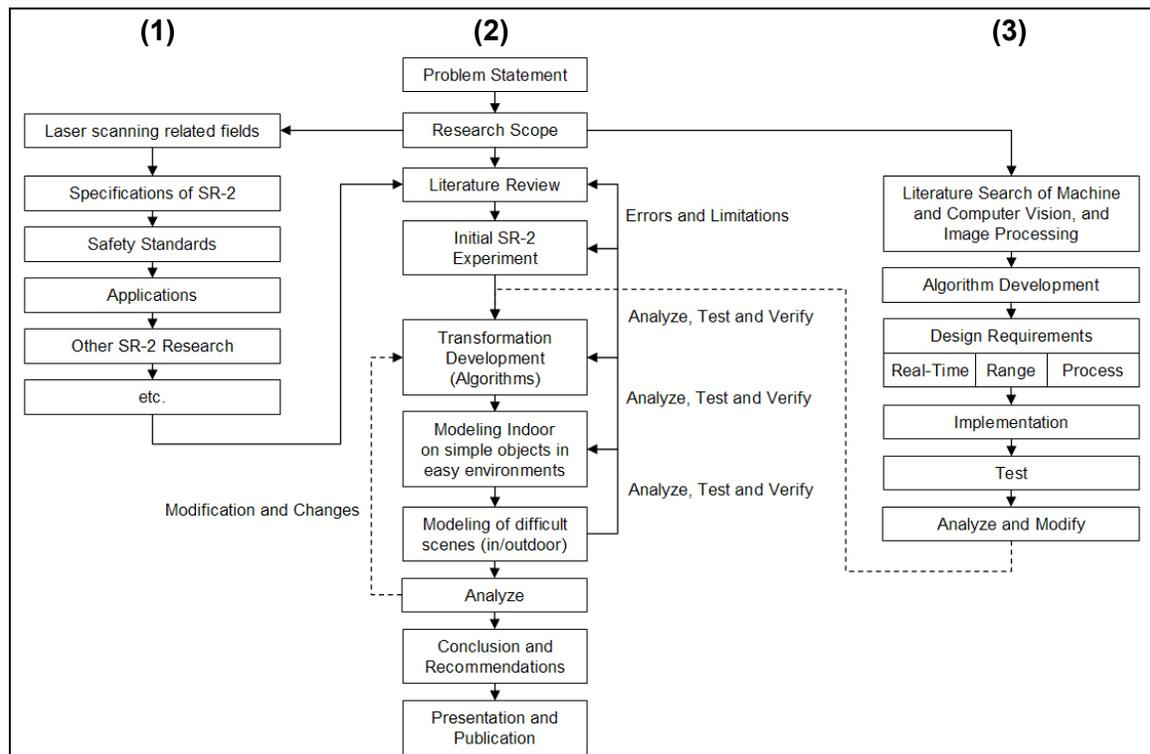 (1)
(2)
(3)
Problem Statement
Laser scanning related fields
Research Scope
Specifications of SR-2
Safety Standards
Applications
Other SR-2 Research
etc.
Literature Review
Errors and Limitations
Initial SR-2
Experiment
Analyze, Test and Verify
Transformation
Development
(Algorithms)
Analyze, Test and Verify
Modeling Indoor
on simple objects in
easy environments
Analyze, Test and Verify
Modification and Changes
Modeling of difficult
scenes (in/outdoor)
Analyze
Conclusion and
Recommendations
Presentation and
Publication
Literature Search of Machine
and Computer Vision, and
Image Processing
Algorithm Development
Design Requirements
Real-Time
Range
Process
Implementation
Test
Analyze and Modify